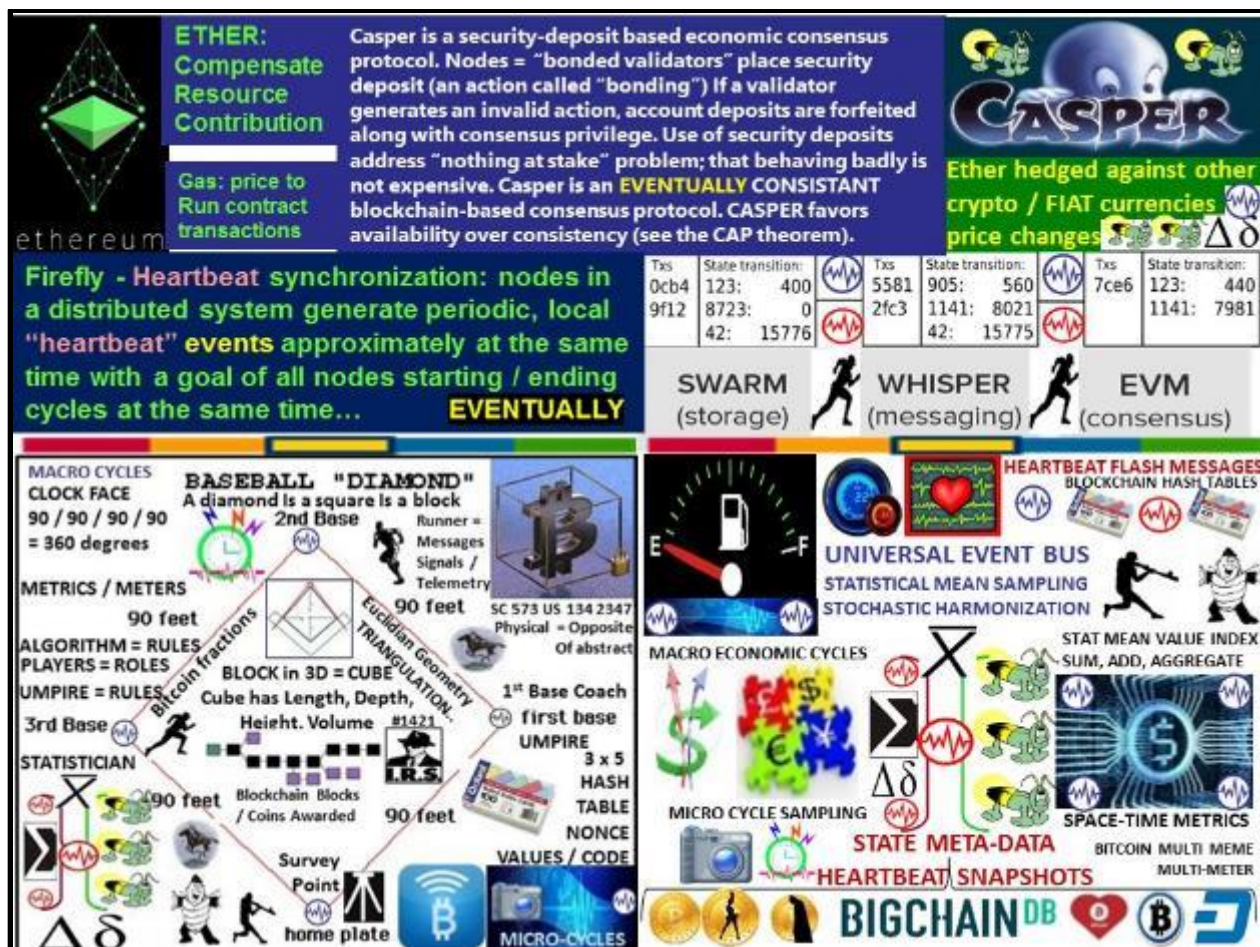 ETHER:
Compensate
Resource
Contribution
Gas: price to
Run contract
transactions
ethereum
Casper is a security-deposit based economic consensus
protocol. Nodes = “bonded validators” place security
deposit (an action called “bonding”) If a validator
generates an invalid action, account deposits are forfeited
along with consensus privilege. Use of security deposits
address “nothing at stake” problem; that behaving badly is
not expensive. Casper is an EVENTUALLY CONSISTANT
blockchain-based consensus protocol. CASPER favors
availability over consistency (see the CAP theorem).
CASPER
Ether hedged against other
crypto / FIAT currencies
price changes Δ δ
Firefly - Heartbeat synchronization: nodes in
a distributed system generate periodic, local
“heartbeat” events approximately at the same
time with a goal of all nodes starting / ending
cycles at the same time… EVENTUALLY
Txs
0cb4
9f12
State transition:
123: 400
8723: 0
42: 15776
Txs
5581
2fc3
State transition:
905: 560
1141: 8021
42: 15775
Txs
7ce6
State transition:
123: 440
1141: 7981
SWARM
(storage)
WHISPER
(messaging)
EVM
(consensus)
MACRO CYCLES
CLOCK FACE
90 / 90 / 90 / 90
= 360 degrees
METRICS / METERS
90 feet
ALGORITHM = RULES
PLAYERS = ROLES
UMPIRE = RULES
3rd Base
STATISTICIAN
BASEBALL "DIAMOND"
A diamond Is a square Is a block
2nd Base
N N N
Runner =
Messages
Signals /
Telemetry
90 feet
SC 573 US 134 2347
Physical = Opposite
Of abstract
Bitcoin fractions
Euclidian Geometry
TRIANGULATION..
BLOCK in 3D = CUBE
Cube has Length, Depth,
Height. Volume
#1421
I.R.S.
1st Base Coach
first base
UMPIRE
3 x 5
HASH
TABLE
NONCE
VALUES / CODE
90 feet
Blockchain Blocks
/ Coins Awarded
90 feet
Survey
Point
home plate
X
Σ
Δ δ
MICRO-CYCLES
E F
HEARTBEAT FLASH MESSAGES
BLOCKCHAIN HASH TABLES
UNIVERSAL EVENT BUS
STATISTICAL MEAN SAMPLING
STOCHASTIC HARMONIZATION
MACRO ECONOMIC CYCLES
STAT MEAN VALUE INDEX
SUM, ADD, AGGREGATE
X
Σ
Δδ
MICRO CYCLE SAMPLING
N N N
SPACE-TIME METRICS
STATE META-DATA
HEARTBEAT SNAPSHOTS
BITCOIN MULTI MEME
MULTI-METER
BIGCHAIN DB